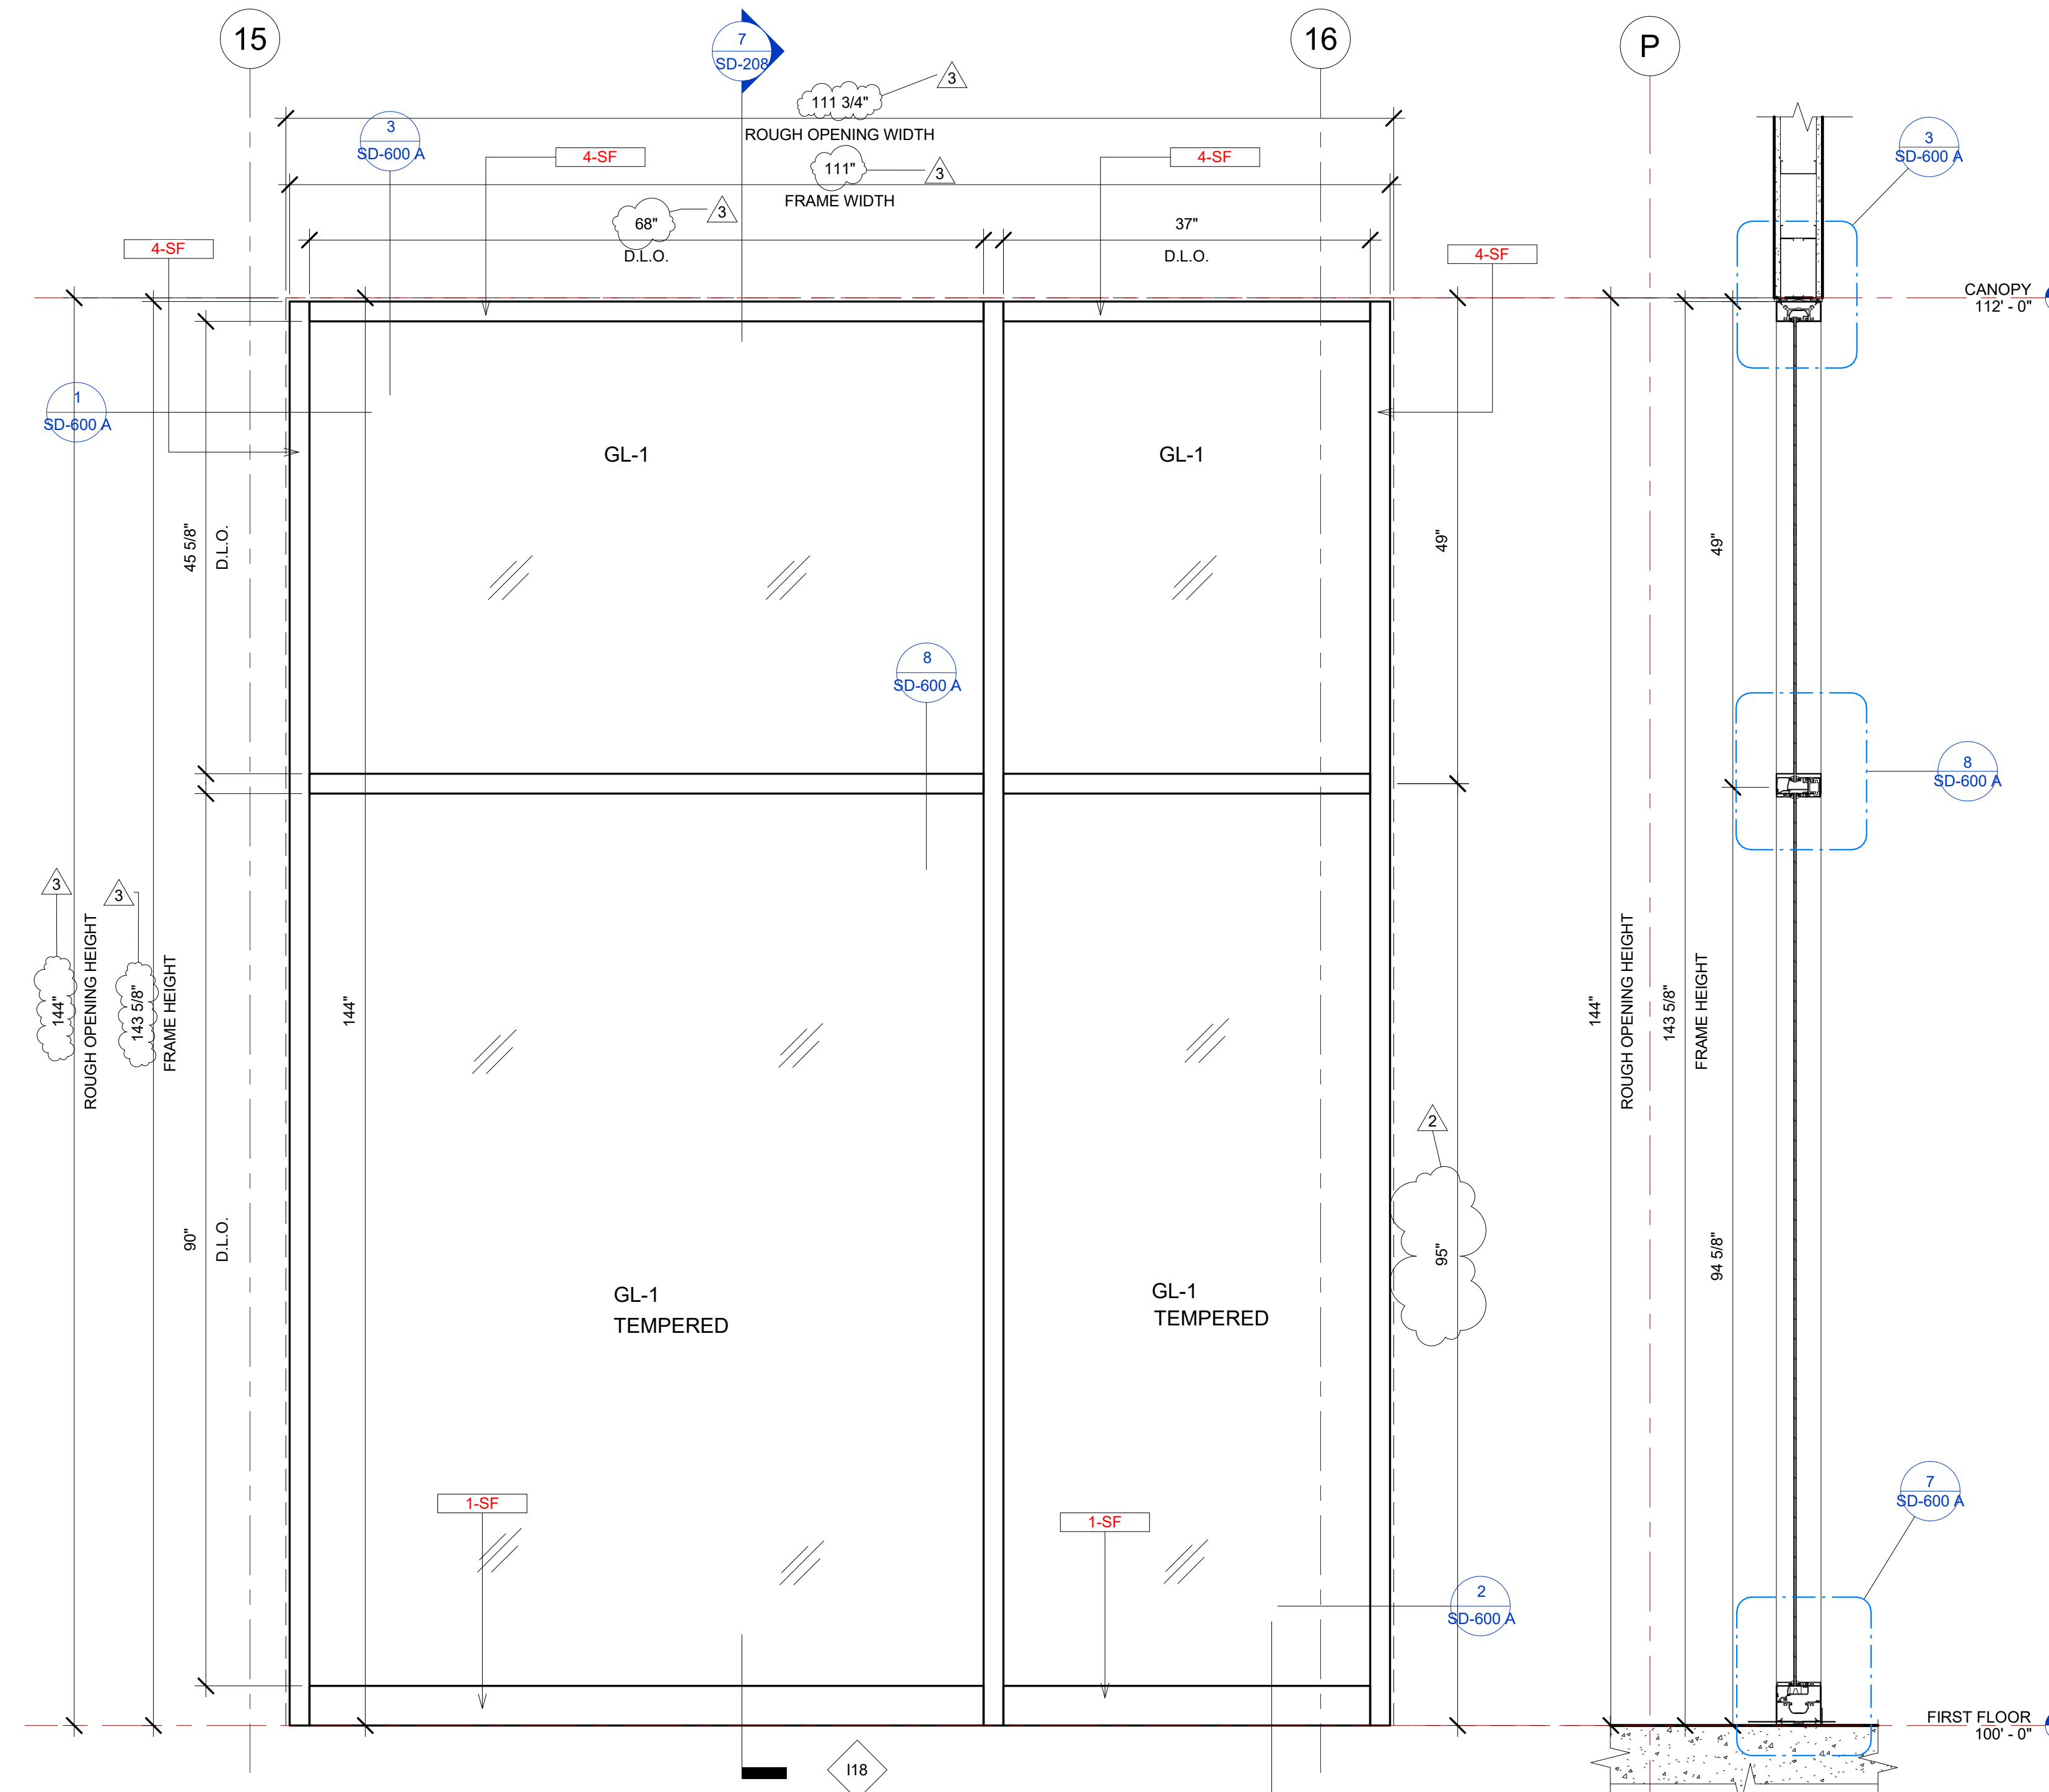 15
7
SD-208
16
P
3
111 3/4"
ROUGH OPENING WIDTH
3
SD-600 A
4-SF
4-SF
3
SD-600 A
111"
3
FRAME WIDTH
68"
3
37"
D.L.O.
D.L.O.
4-SF
4-SF
CANOPY
112' - 0"
1
SD-600 A
GL-1
GL-1
45 5/8"
D.L.O.
49"
49"
8
SD-600 A
8
SD-600 A
3
3
144"
ROUGH OPENING HEIGHT
143 5/8"
FRAME HEIGHT
144"
144"
ROUGH OPENING HEIGHT
143 5/8"
FRAME HEIGHT
2
90"
D.L.O.
95"
94 5/8"
GL-1
TEMPERED
GL-1
TEMPERED
1-SF
1-SF
7
SD-600 A
2
SD-600 A
FIRST FLOOR
100' - 0"
I18